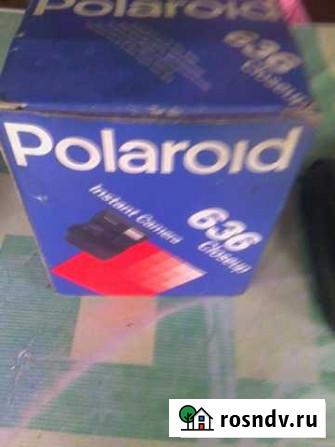 Polaroid
636
Closeup
Polaroid
Instant Camera
636
Closeup
rosndv.ru